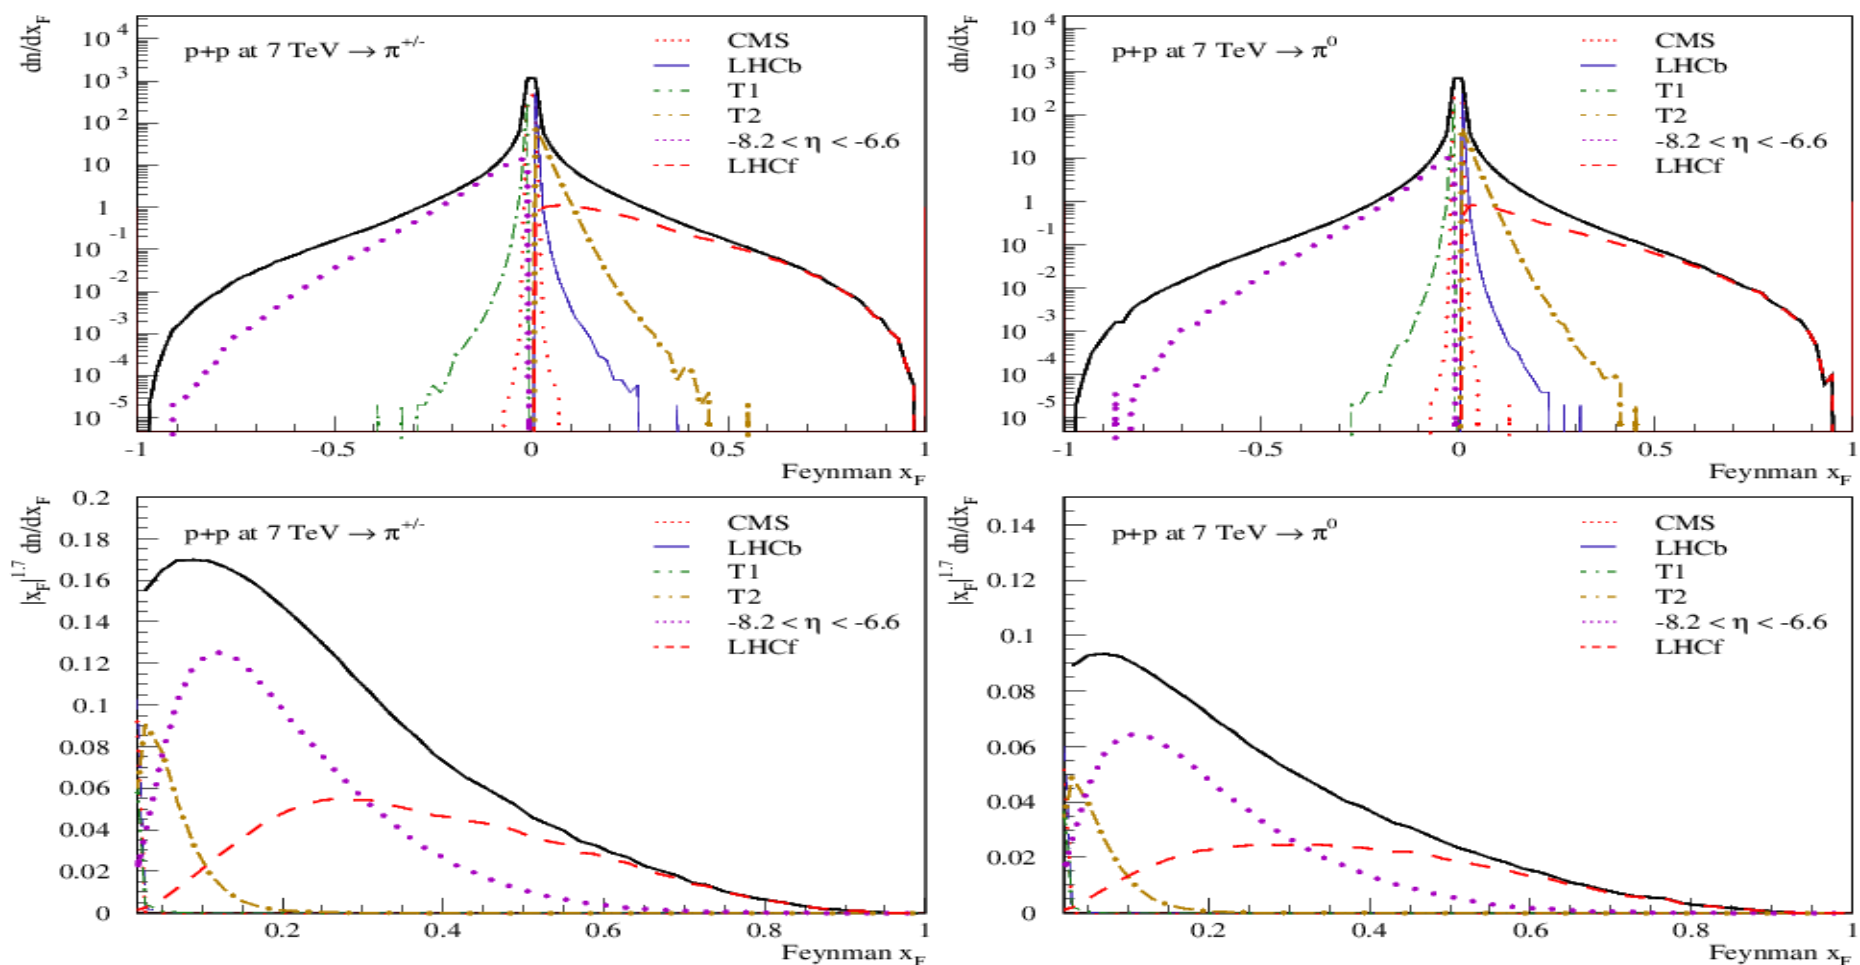 dn/dx_F
p+p at 7 TeV → π^{+/-}
CMS
LHCb
T1
T2
-8.2 < η < -6.6
LHCf
10^4
10^3
10^2
10
1
10^-1
10^-2
10^-3
10^-4
10^-5
-1 -0.5 0 0.5 1
Feynman x_F
dn/dx_F
p+p at 7 TeV → π^0
CMS
LHCb
T1
T2
-8.2 < η < -6.6
LHCf
10^4
10^3
10^2
10
1
10^-1
10^-2
10^-3
10^-4
10^-5
-1 -0.5 0 0.5 1
Feynman x_F
|x_F|^1.7 dn/dx_F
p+p at 7 TeV → π^{+/-}
CMS
LHCb
T1
T2
-8.2 < η < -6.6
LHCf
0.2
0.18
0.16
0.14
0.12
0.1
0.08
0.06
0.04
0.02
0
0.2 0.4 0.6 0.8 1
Feynman x_F
|x_F|^1.7 dn/dx_F
p+p at 7 TeV → π^0
CMS
LHCb
T1
T2
-8.2 < η < -6.6
LHCf
0.14
0.12
0.1
0.08
0.06
0.04
0.02
0
0.2 0.4 0.6 0.8 1
Feynman x_F